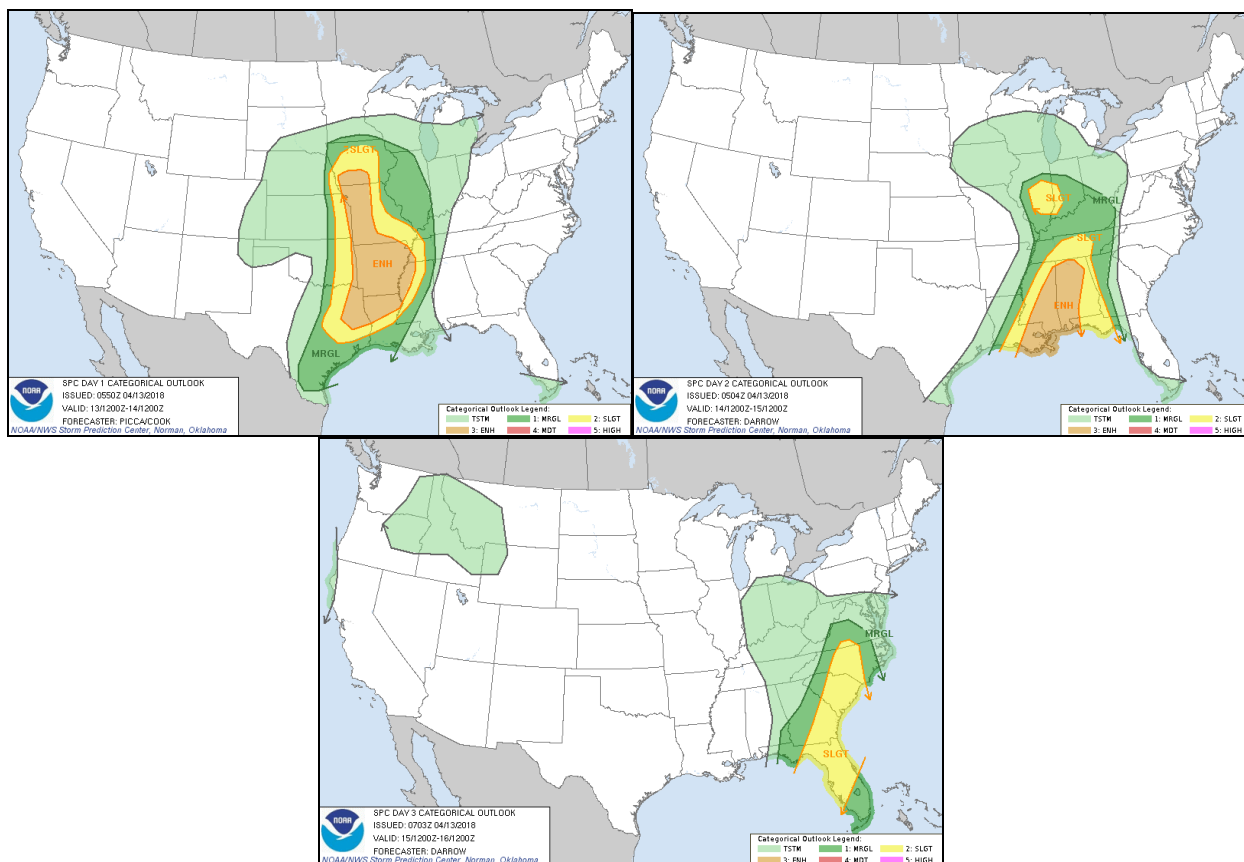 SLGT
ENH
MRGL
NOAA
SPC DAY 1 CATEGORICAL OUTLOOK
ISSUED: 0550Z 04/13/2018
VALID: 13/1200Z-14/1200Z
FORECASTER: PICCA/COOK
NOAA/NWS Storm Prediction Center, Norman, Oklahoma
Categorical Outlook Legend:
TSTM 1: MRGL 2: SLGT
3: ENH 4: MDT 5: HIGH
SLGT
MRGL
SLGT
ENH
NOAA
SPC DAY 2 CATEGORICAL OUTLOOK
ISSUED: 0504Z 04/13/2018
VALID: 14/1200Z-15/1200Z
FORECASTER: DARROW
NOAA/NWS Storm Prediction Center, Norman, Oklahoma
Categorical Outlook Legend:
TSTM 1: MRGL 2: SLGT
3: ENH 4: MDT 5: HIGH
MRGL
SLGT
NOAA
SPC DAY 3 CATEGORICAL OUTLOOK
ISSUED: 0703Z 04/13/2018
VALID: 15/1200Z-16/1200Z
FORECASTER: DARROW
NOAA/NWS Storm Prediction Center, Norman, Oklahoma
Categorical Outlook Legend:
TSTM 1: MRGL 2: SLGT
3: ENH 4: MDT 5: HIGH